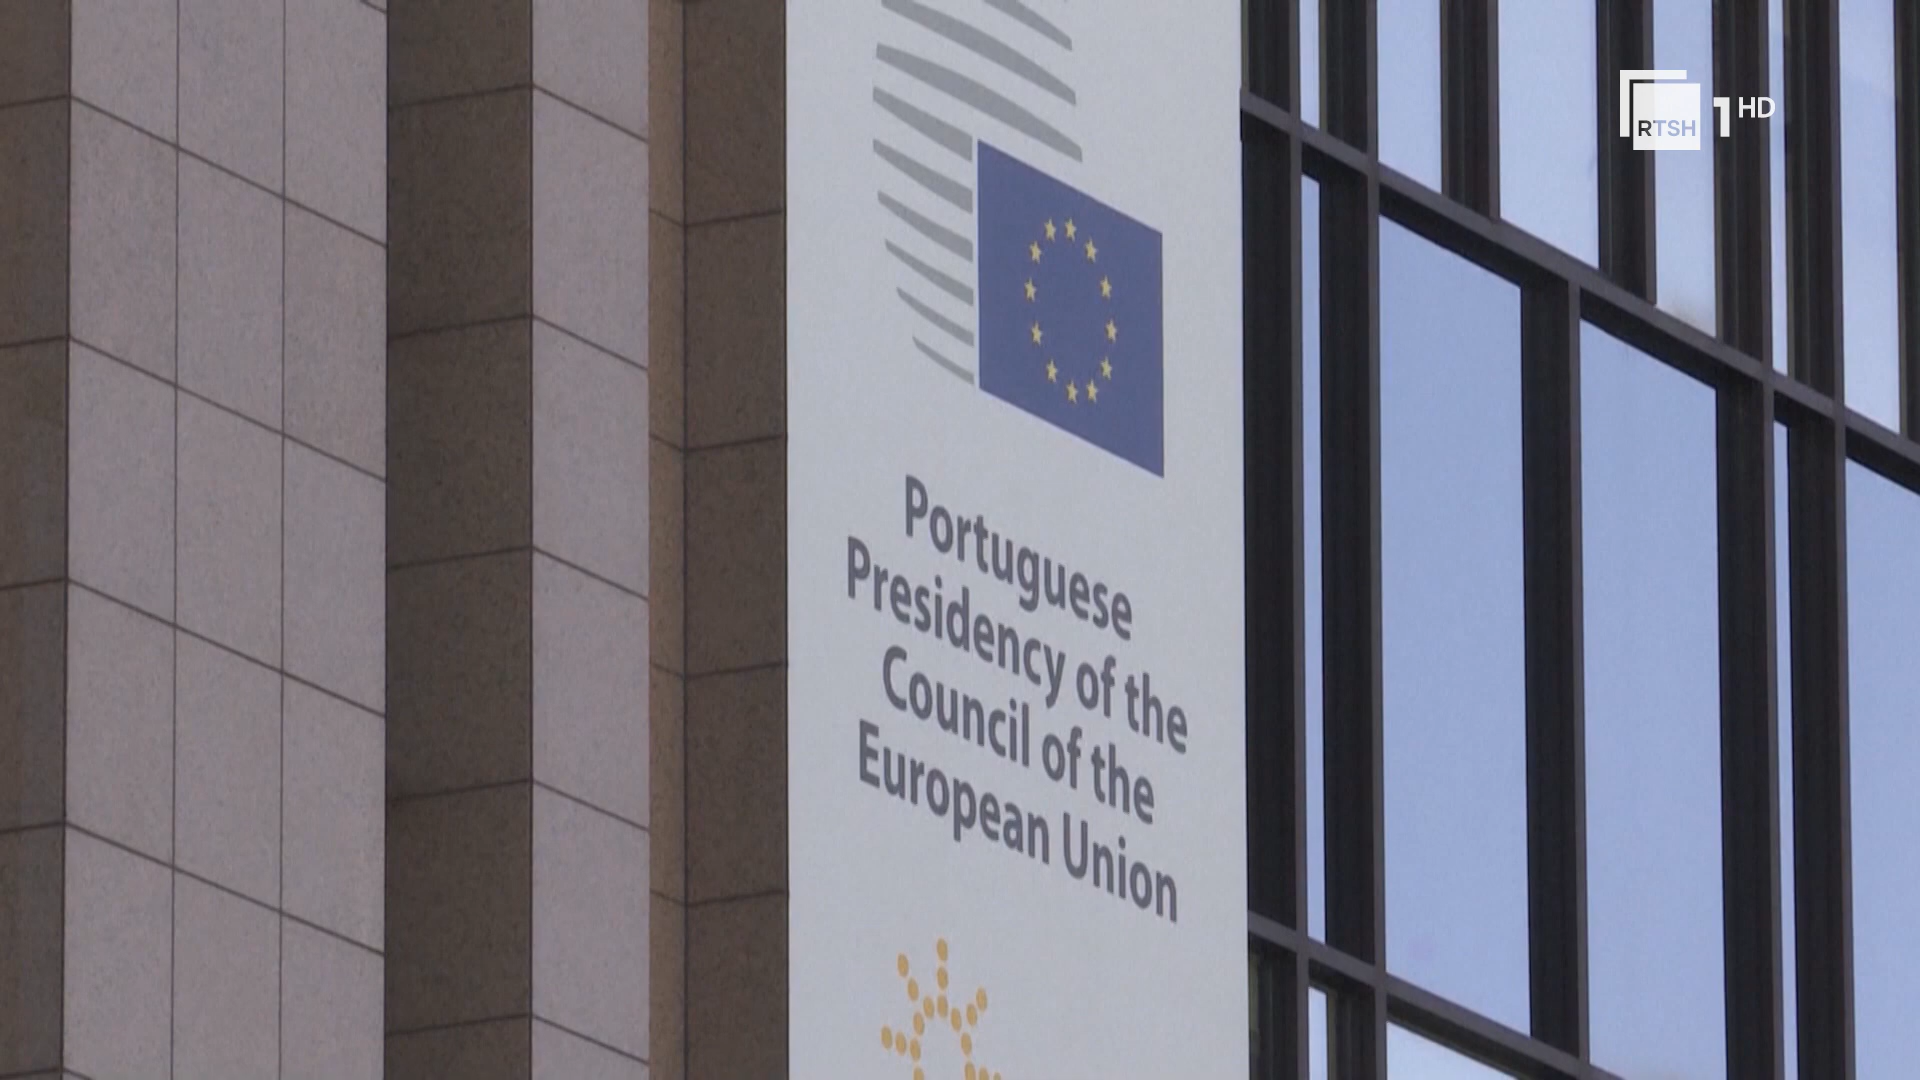 RTSH 1 HD
Portuguese
Presidency of the
Council of the
European Union